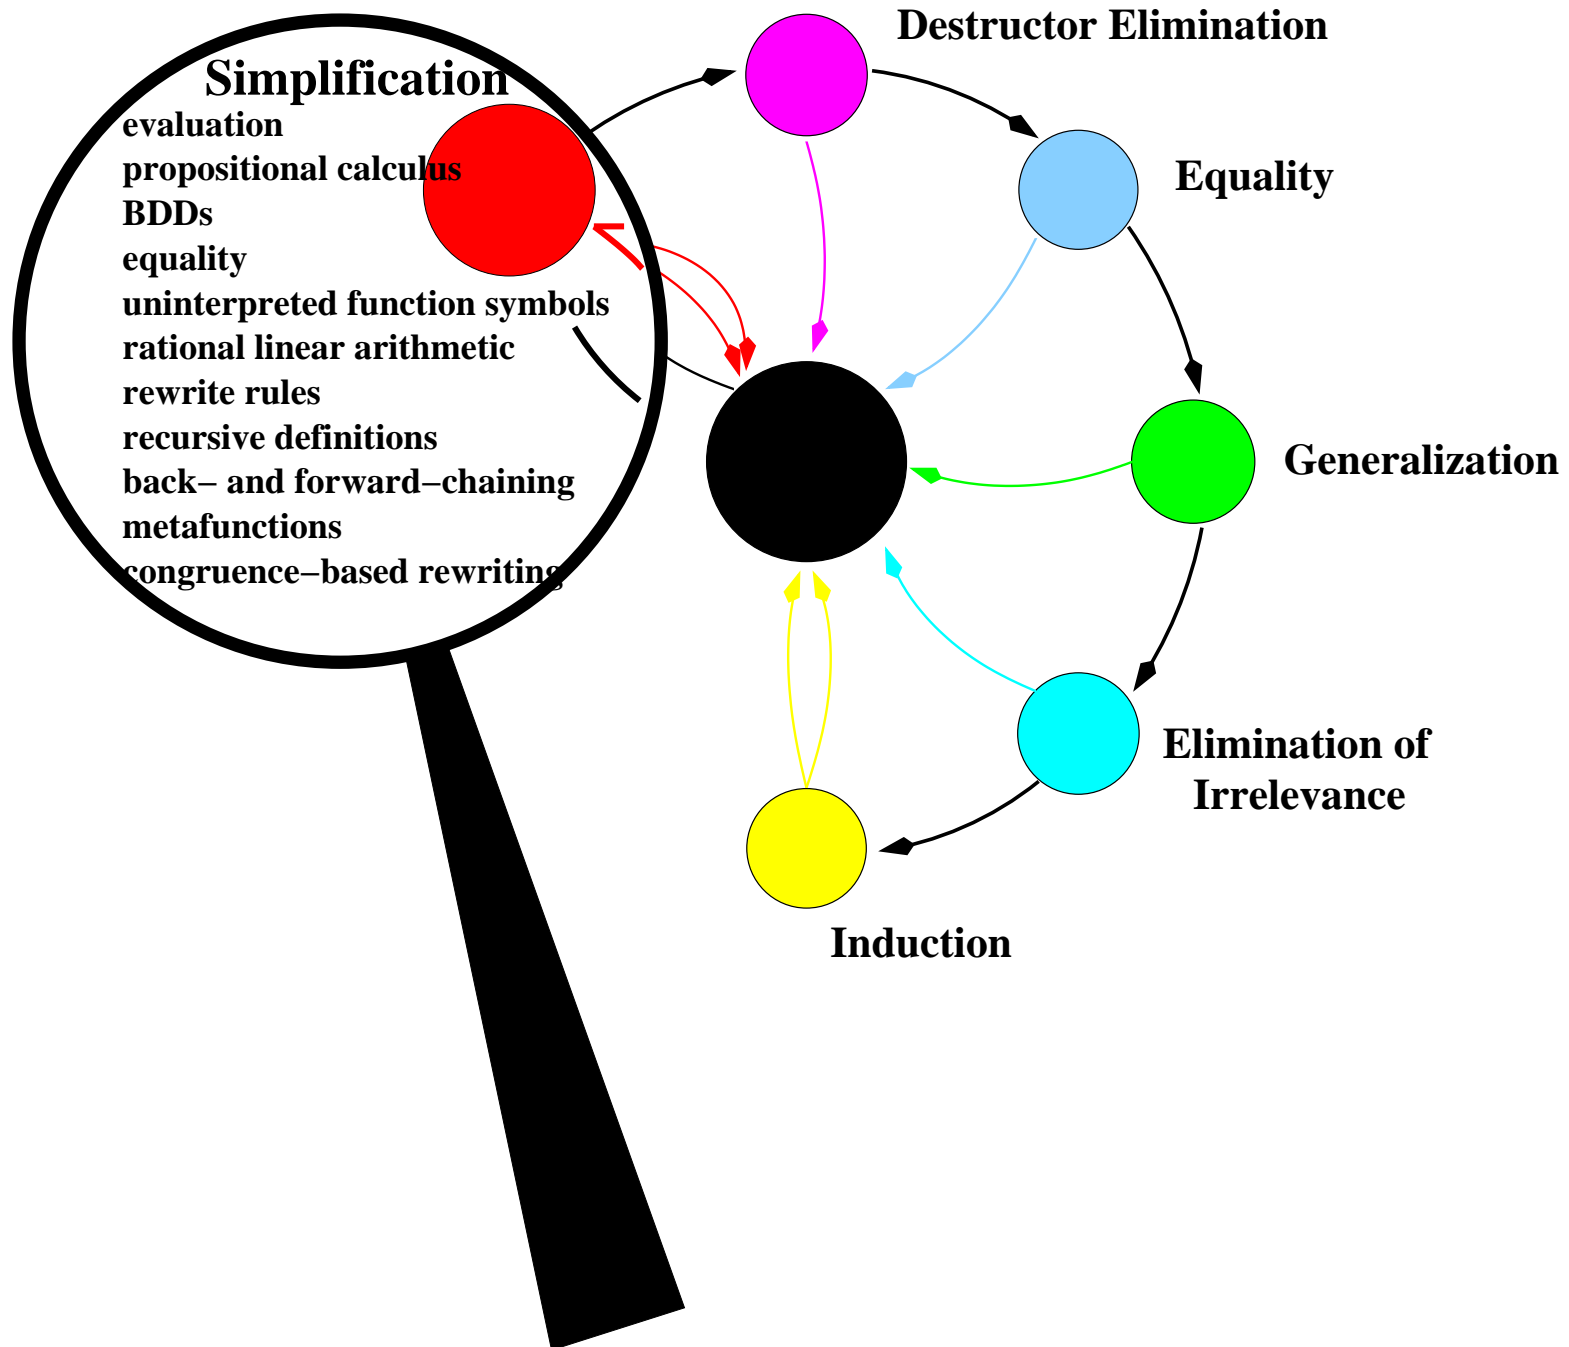 Simplification
evaluation
propositional calculus
BDDs
equality
uninterpreted function symbols
rational linear arithmetic
rewrite rules
recursive definitions
back− and forward−chaining
metafunctions
congruence−based rewriting
Destructor Elimination
Equality
Generalization
Elimination of
Irrelevance
Induction